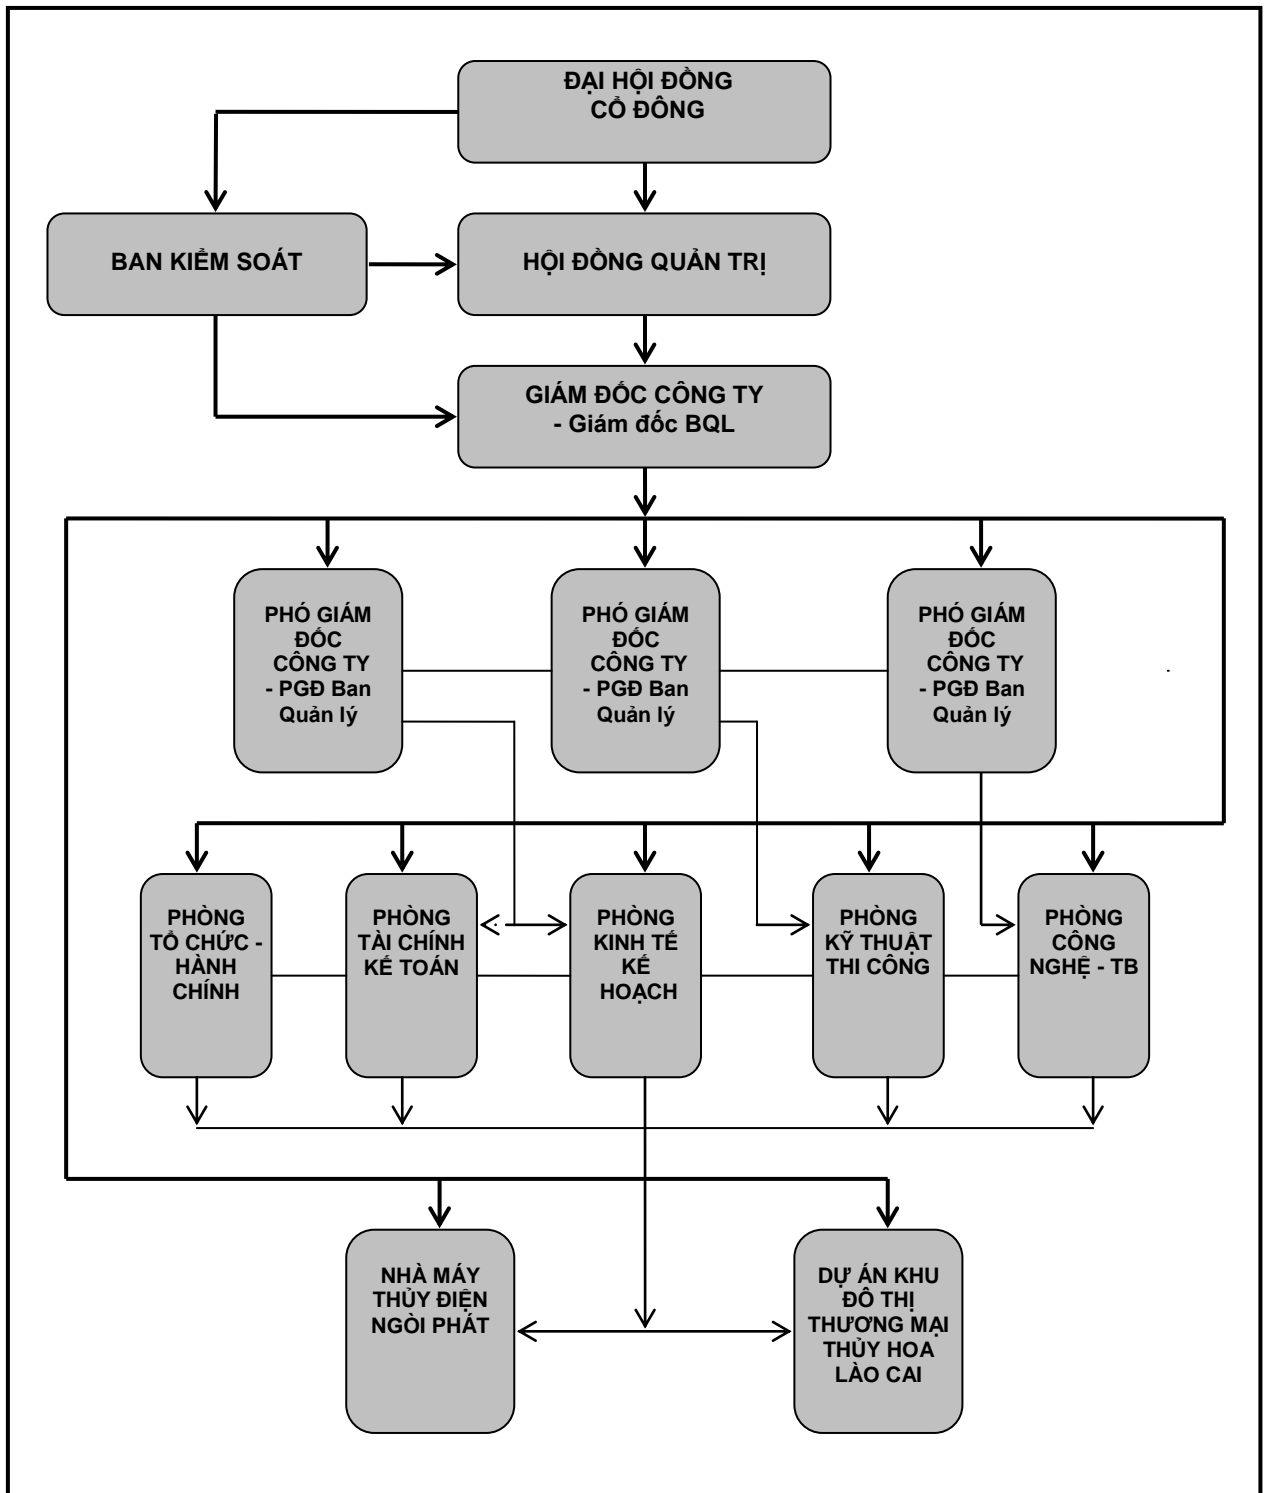 ĐẠI HỘI ĐỒNG
CỔ ĐÔNG
BAN KIỂM SOÁT
HỘI ĐỒNG QUẢN TRỊ
GIÁM ĐỐC CÔNG TY
- Giám đốc BQL
PHÓ GIÁM
ĐỐC
CÔNG TY
- PGĐ Ban
Quản lý
PHÓ GIÁM
ĐỐC
CÔNG TY
- PGĐ Ban
Quản lý
PHÓ GIÁM
ĐỐC
CÔNG TY
- PGĐ Ban
Quản lý
PHÒNG
TỔ CHỨC -
HÀNH
CHÍNH
PHÒNG
TÀI CHÍNH
KẾ TOÁN
PHÒNG
KINH TẾ
KẾ
HOẠCH
PHÒNG
KỸ THUẬT
THI CÔNG
PHÒNG
CÔNG
NGHỆ - TB
NHÀ MÁY
THỦY ĐIỆN
NGÒI PHÁT
DỰ ÁN KHU
ĐÔ THỊ
THƯƠNG MẠI
THỦY HOA
LÀO CAI